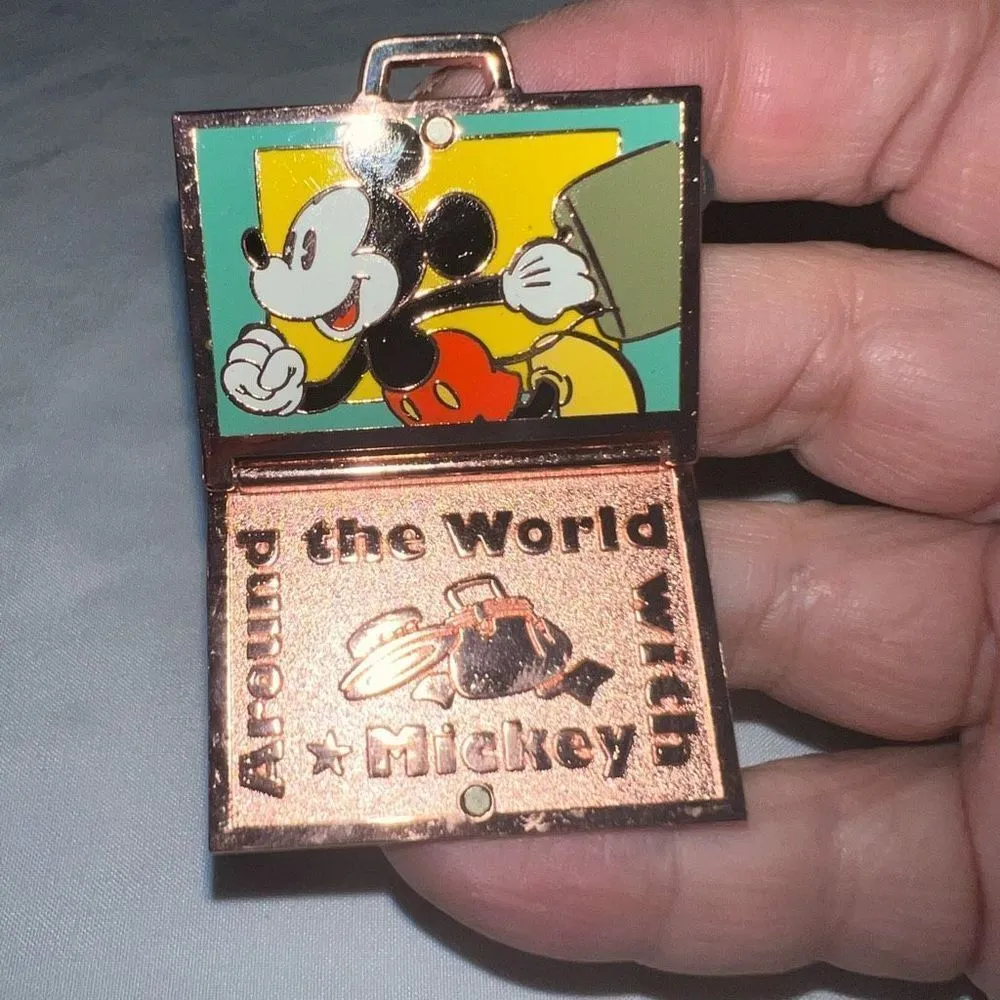 Around
the World
with
Mickey